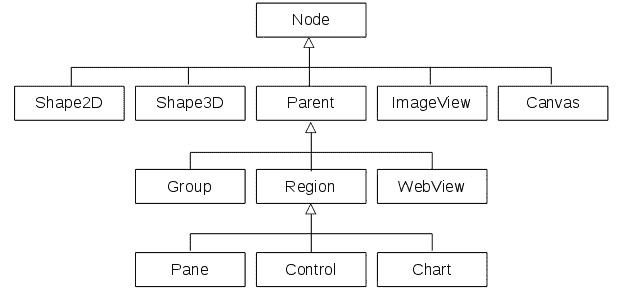 Node
Shape2D Shape3D Parent ImageView Canvas
Group Region WebView
Pane Control Chart